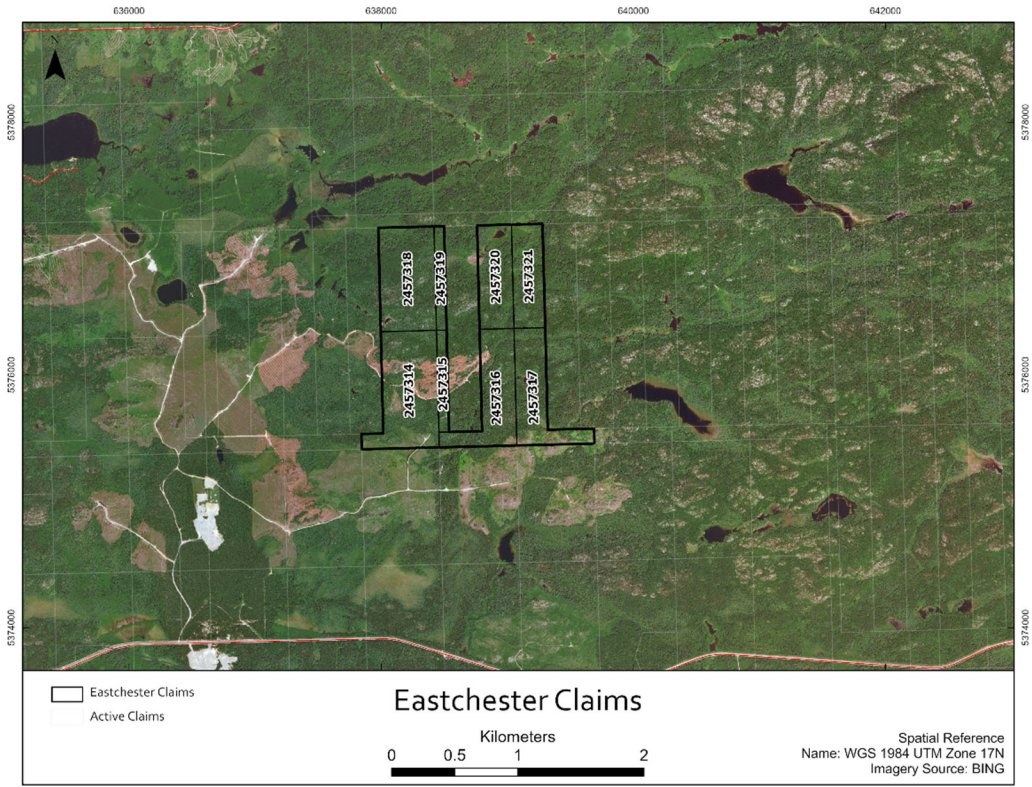 636000 638000 640000 642000
N
5378000 5378000
2457318 2457319 2457320 2457321
5376000 5376000
2457314 2457315 2457316 2457317
5374000 5374000
Eastchester Claims
Active Claims
Eastchester Claims
Kilometers
0 0.5 1 2
Spatial Reference
Name: WGS 1984 UTM Zone 17N
Imagery Source: BING